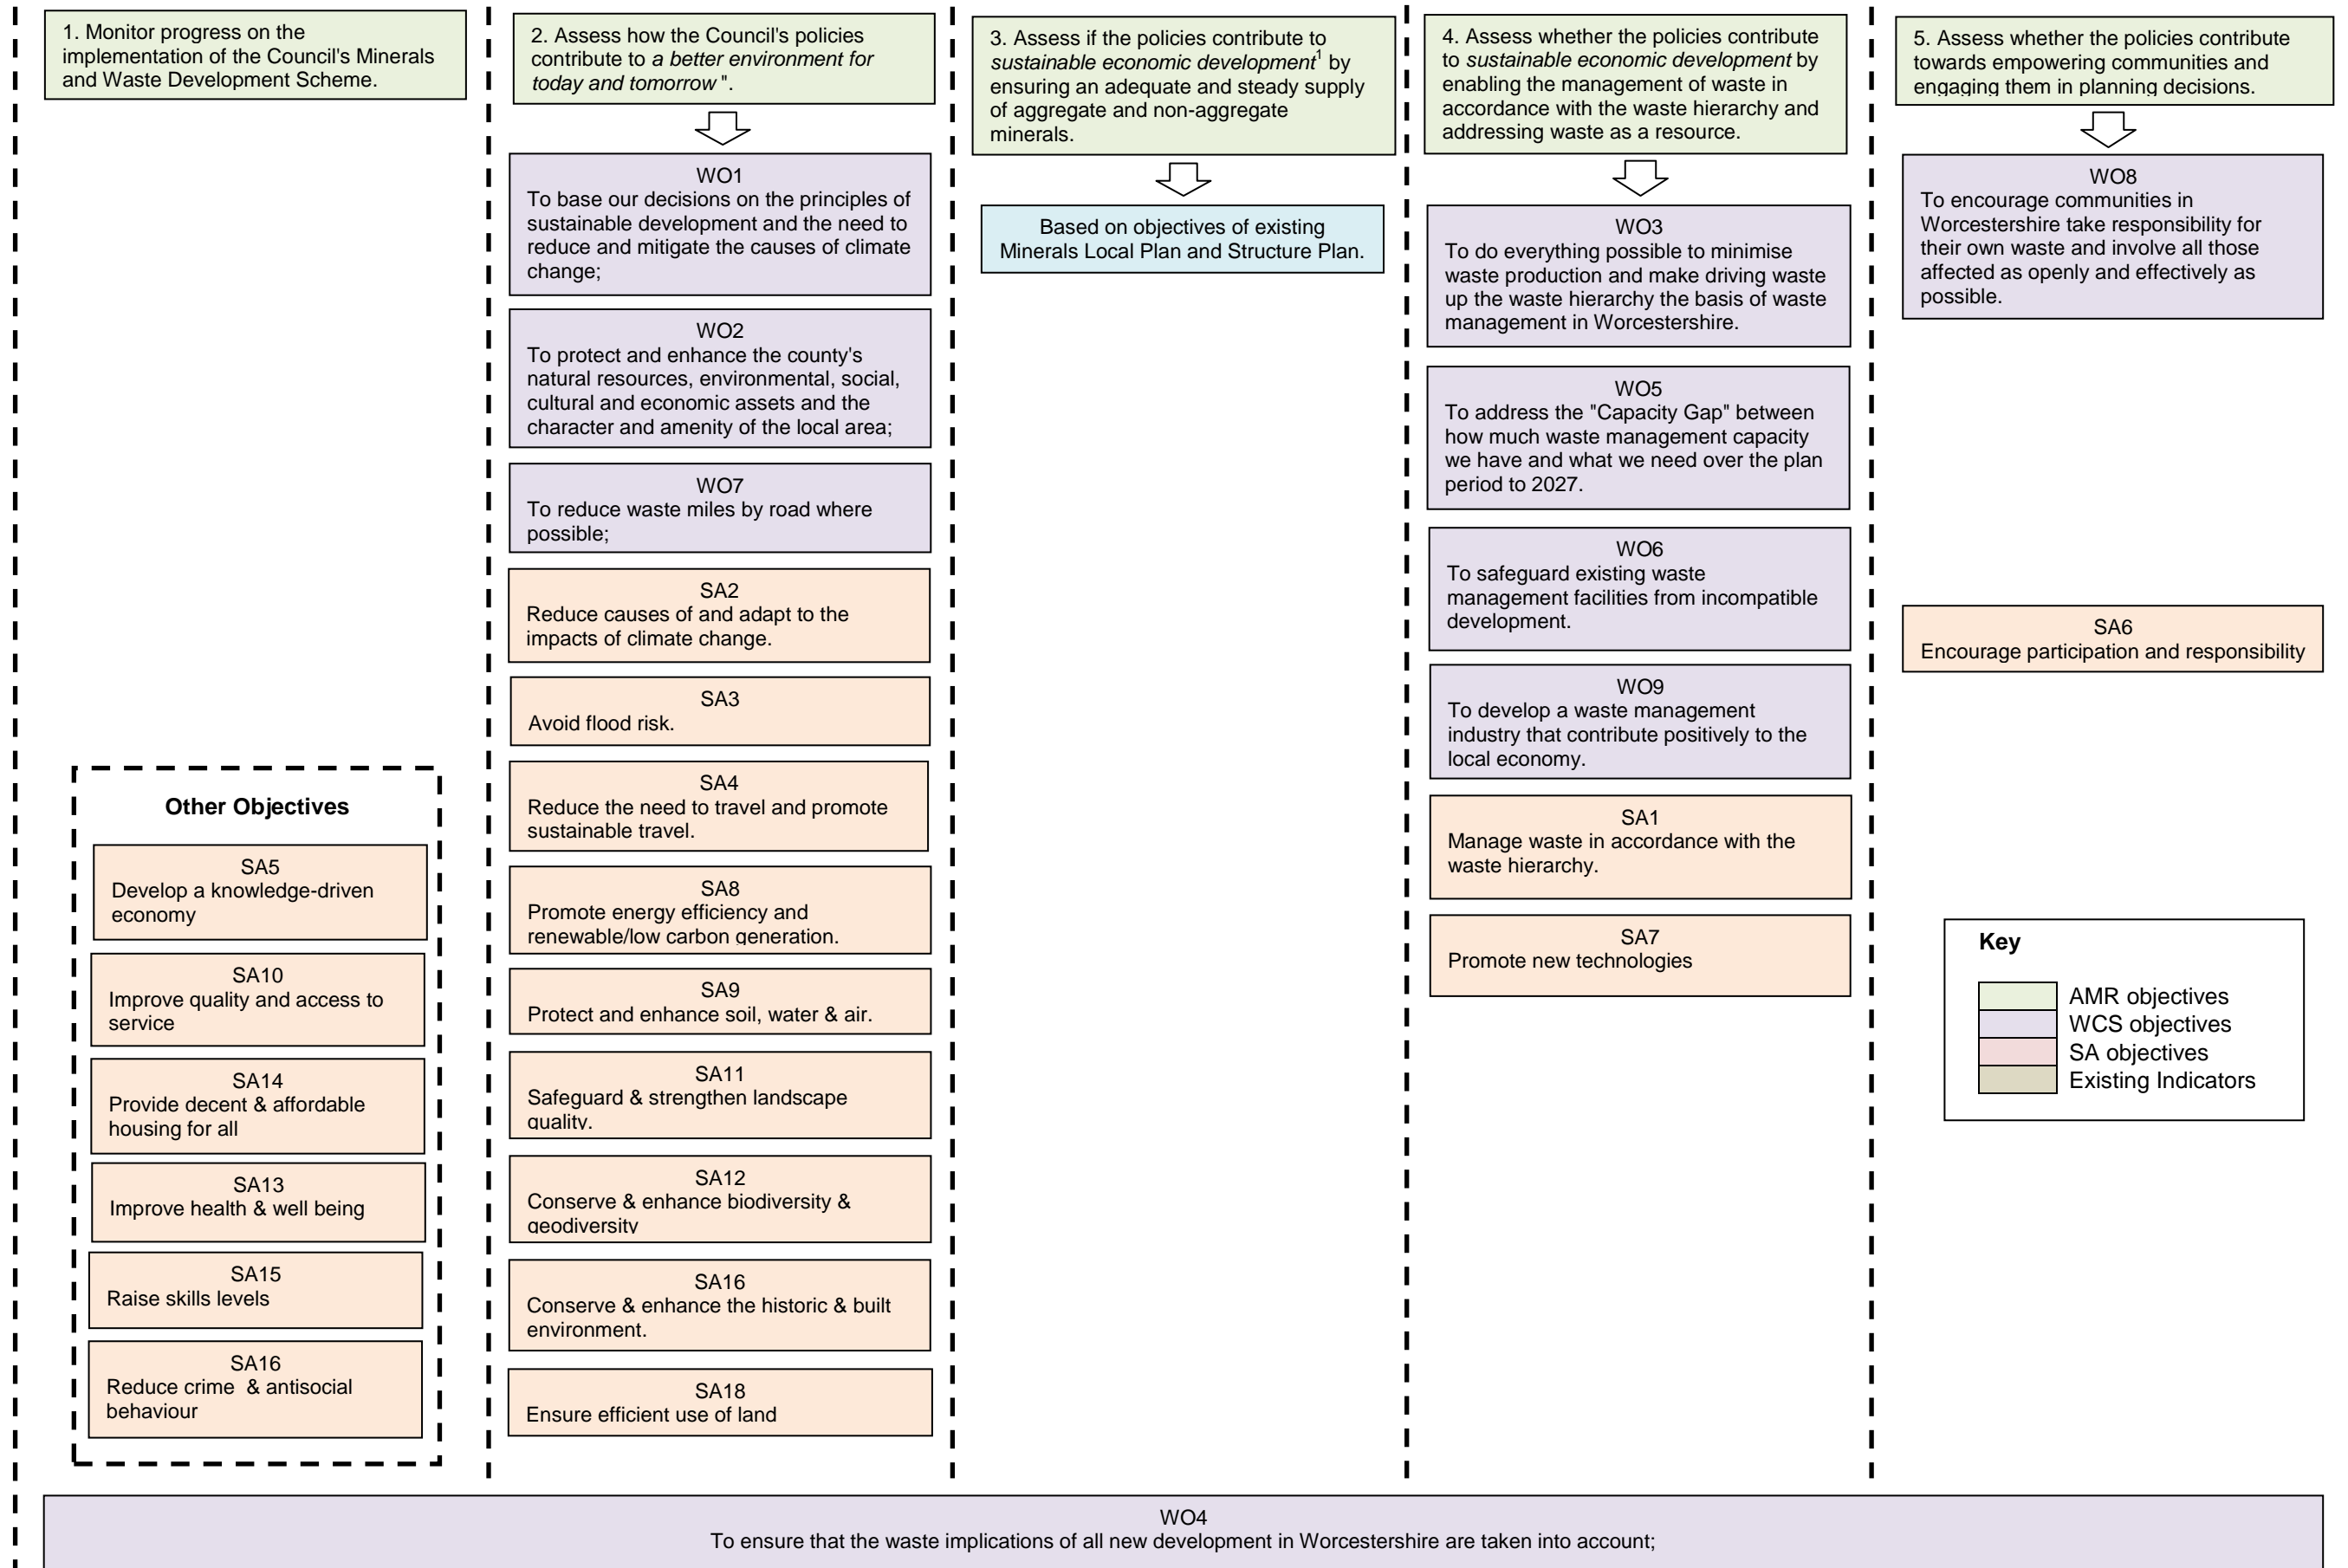 1. Monitor progress on the
implementation of the Council's Minerals
and Waste Development Scheme.
Other Objectives
SA5
Develop a knowledge-driven
economy
SA10
Improve quality and access to
service
SA14
Provide decent & affordable
housing for all
SA13
Improve health & well being
SA15
Raise skills levels
SA16
Reduce crime & antisocial
behaviour
2. Assess how the Council's policies
contribute to a better environment for
today and tomorrow ".
WO1
To base our decisions on the principles of
sustainable development and the need to
reduce and mitigate the causes of climate
change;
WO2
To protect and enhance the county's
natural resources, environmental, social,
cultural and economic assets and the
character and amenity of the local area;
WO7
To reduce waste miles by road where
possible;
SA2
Reduce causes of and adapt to the
impacts of climate change.
SA3
Avoid flood risk.
SA4
Reduce the need to travel and promote
sustainable travel.
SA8
Promote energy efficiency and
renewable/low carbon generation.
SA9
Protect and enhance soil, water & air.
SA11
Safeguard & strengthen landscape
quality.
SA12
Conserve & enhance biodiversity &
geodiversity
SA16
Conserve & enhance the historic & built
environment.
SA18
Ensure efficient use of land
3. Assess if the policies contribute to
sustainable economic development¹ by
ensuring an adequate and steady supply
of aggregate and non-aggregate
minerals.
Based on objectives of existing
Minerals Local Plan and Structure Plan.
4. Assess whether the policies contribute
to sustainable economic development by
enabling the management of waste in
accordance with the waste hierarchy and
addressing waste as a resource.
WO3
To do everything possible to minimise
waste production and make driving waste
up the waste hierarchy the basis of waste
management in Worcestershire.
WO5
To address the "Capacity Gap" between
how much waste management capacity
we have and what we need over the plan
period to 2027.
WO6
To safeguard existing waste
management facilities from incompatible
development.
WO9
To develop a waste management
industry that contribute positively to the
local economy.
SA1
Manage waste in accordance with the
waste hierarchy.
SA7
Promote new technologies
5. Assess whether the policies contribute
towards empowering communities and
engaging them in planning decisions.
WO8
To encourage communities in
Worcestershire take responsibility for
their own waste and involve all those
affected as openly and effectively as
possible.
SA6
Encourage participation and responsibility
Key
AMR objectives
WCS objectives
SA objectives
Existing Indicators
WO4
To ensure that the waste implications of all new development in Worcestershire are taken into account;